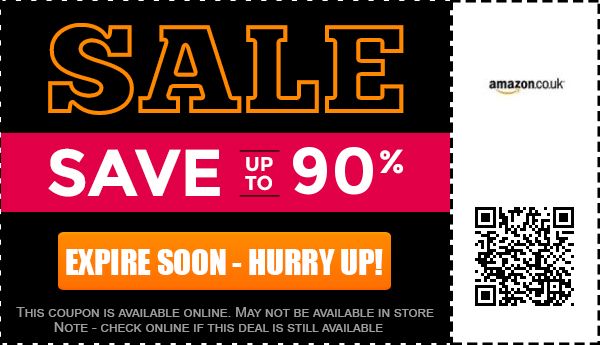 SALE
SAVE UP TO 90%
EXPIRE SOON - HURRY UP!
THIS COUPON IS AVAILABLE ONLINE. MAY NOT BE AVAILABLE IN STORE
NOTE - CHECK ONLINE IF THIS DEAL IS STILL AVAILABLE
amazon.co.uk